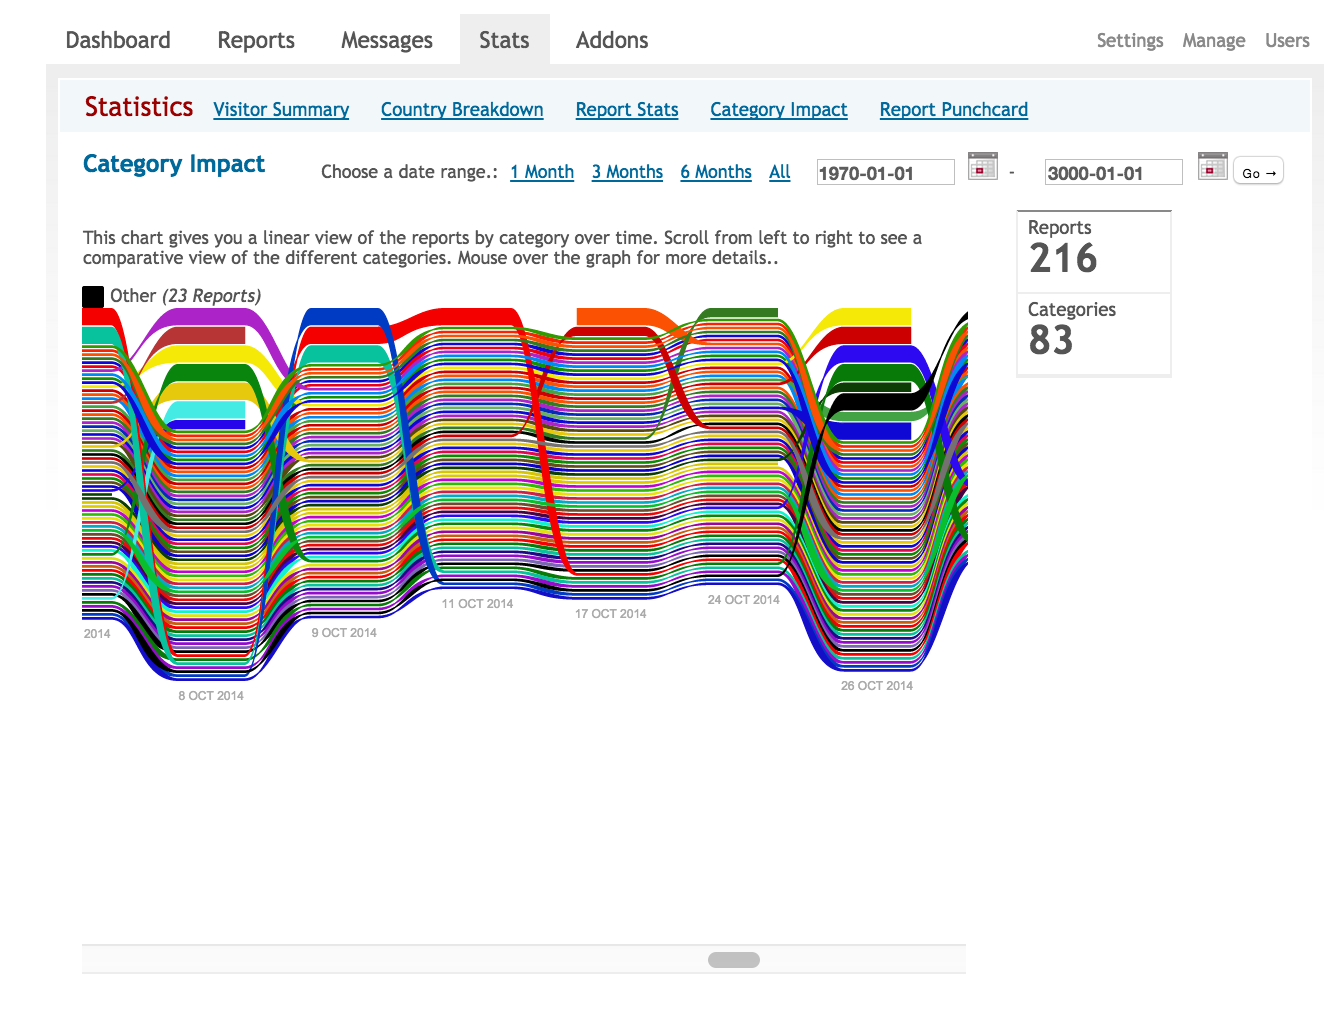 Dashboard Reports Messages Stats Addons Settings Manage Users
Statistics Visitor Summary Country Breakdown Report Stats Category Impact Report Punchcard
Category Impact Choose a date range.: 1 Month 3 Months 6 Months All 1970-01-01 - 3000-01-01 Go →
This chart gives you a linear view of the reports by category over time. Scroll from left to right to see a
comparative view of the different categories. Mouse over the graph for more details..
Reports
216
Categories
83
Other (23 Reports)
2014
8 OCT 2014
9 OCT 2014
11 OCT 2014
17 OCT 2014
24 OCT 2014
26 OCT 2014